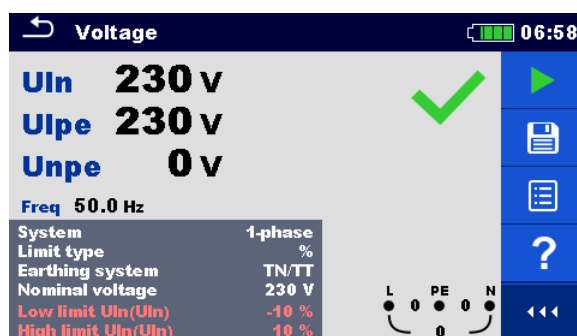 Voltage 06:58
Uln 230 V
Ulpe 230 V
Unpe 0 V
Freq 50.0 Hz
System 1-phase
Limit type %
Earthing system TN/TT
Nominal voltage 230 V
Low limit Uln(Uln) -10 %
High limit Uln(Uln) 10 %
L PE N
0 0
0
?